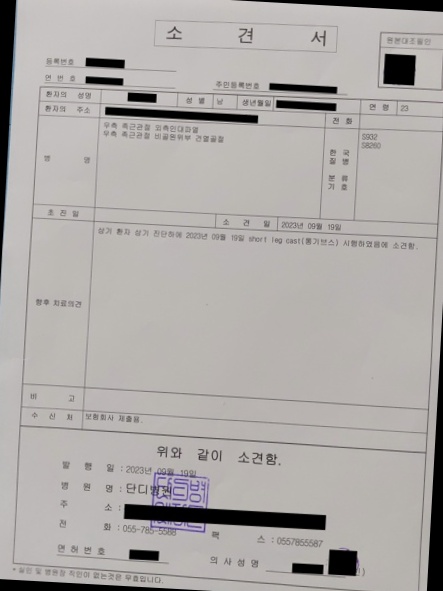 소 견 서
원본대조필인
등록번호
연 번 호
주민등록번호
환자의 성명 성 별 남 생년월일 연 령 23
환자의 주소 전 화
병 명
우측 족근관절 외측인대파열
우측 족근관절 비골원위부 견열골절
한 국
질 병
분 류
기 호
S932
S8260
초 진 일 소 견 일 2023년 09월 19일
향후 치료의견
상기 환자 상기 진단하에 2023년 09월 19일 short leg cast(통기브스) 시행하였음에 소견함.
비 고
수 신 처 보험회사 제출용.
위와 같이 소견함.
발 행 일 : 2023년 09월 19일
병 원 명 : 단디병원
주 소 :
전 화 : 055-785-5588 팩 스 : 0557855587
면 허 번 호 의 사 성 명
* 실인 및 병원장 직인이 없는것은 무효입니다.